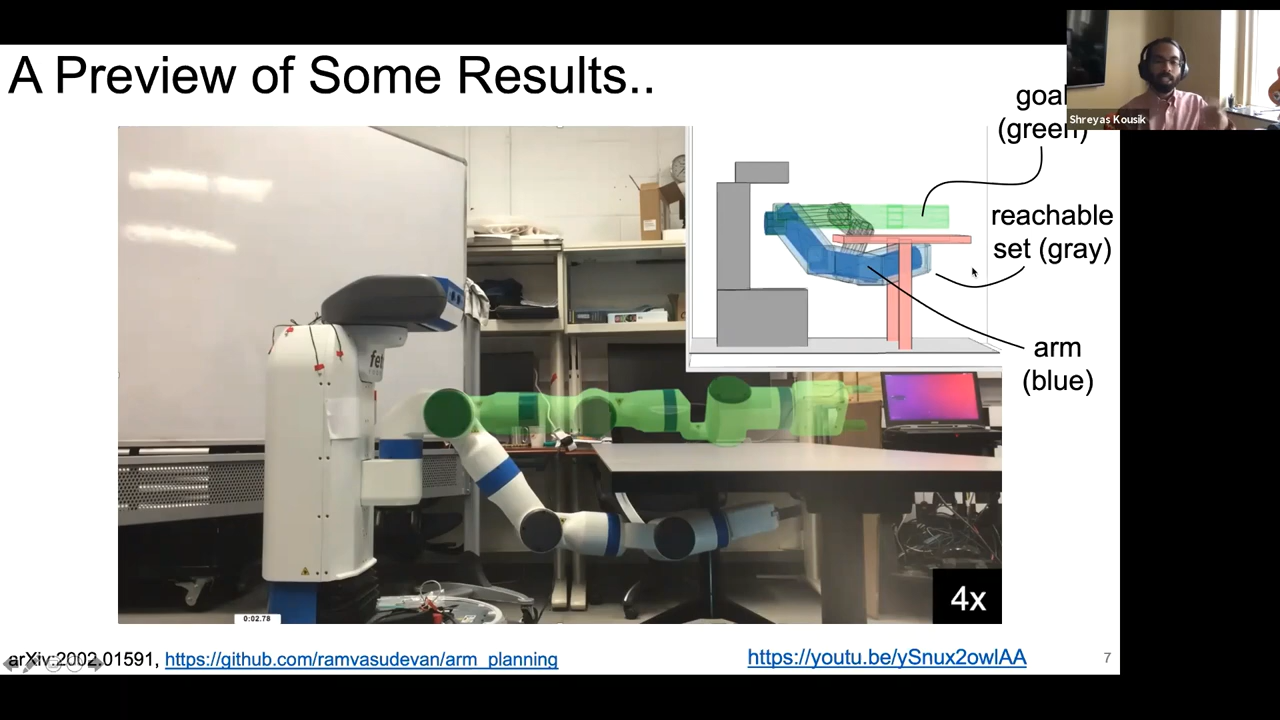 A Preview of Some Results..
goal
(green)
Shreyas Kousik
reachable
set (gray)
arm
(blue)
fet
4x
0:02.78
arXiv:2002.01591, https://github.com/ramvasudevan/arm_planning
https://youtu.be/ySnux2owlAA
7